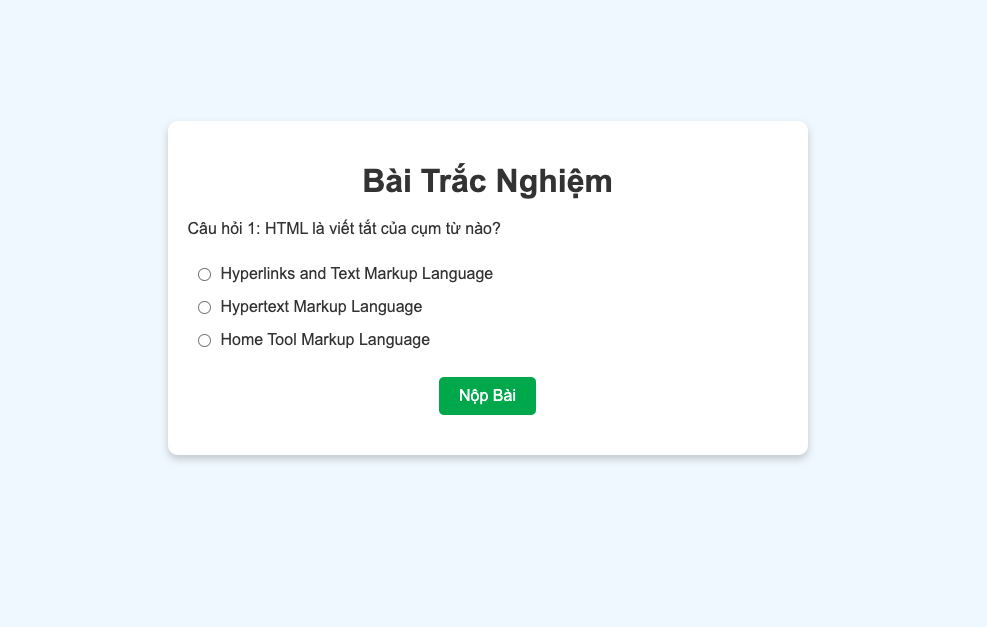 Bài Trắc Nghiệm
Câu hỏi 1: HTML là viết tắt của cụm từ nào?
Hyperlinks and Text Markup Language
Hypertext Markup Language
Home Tool Markup Language
Nộp Bài